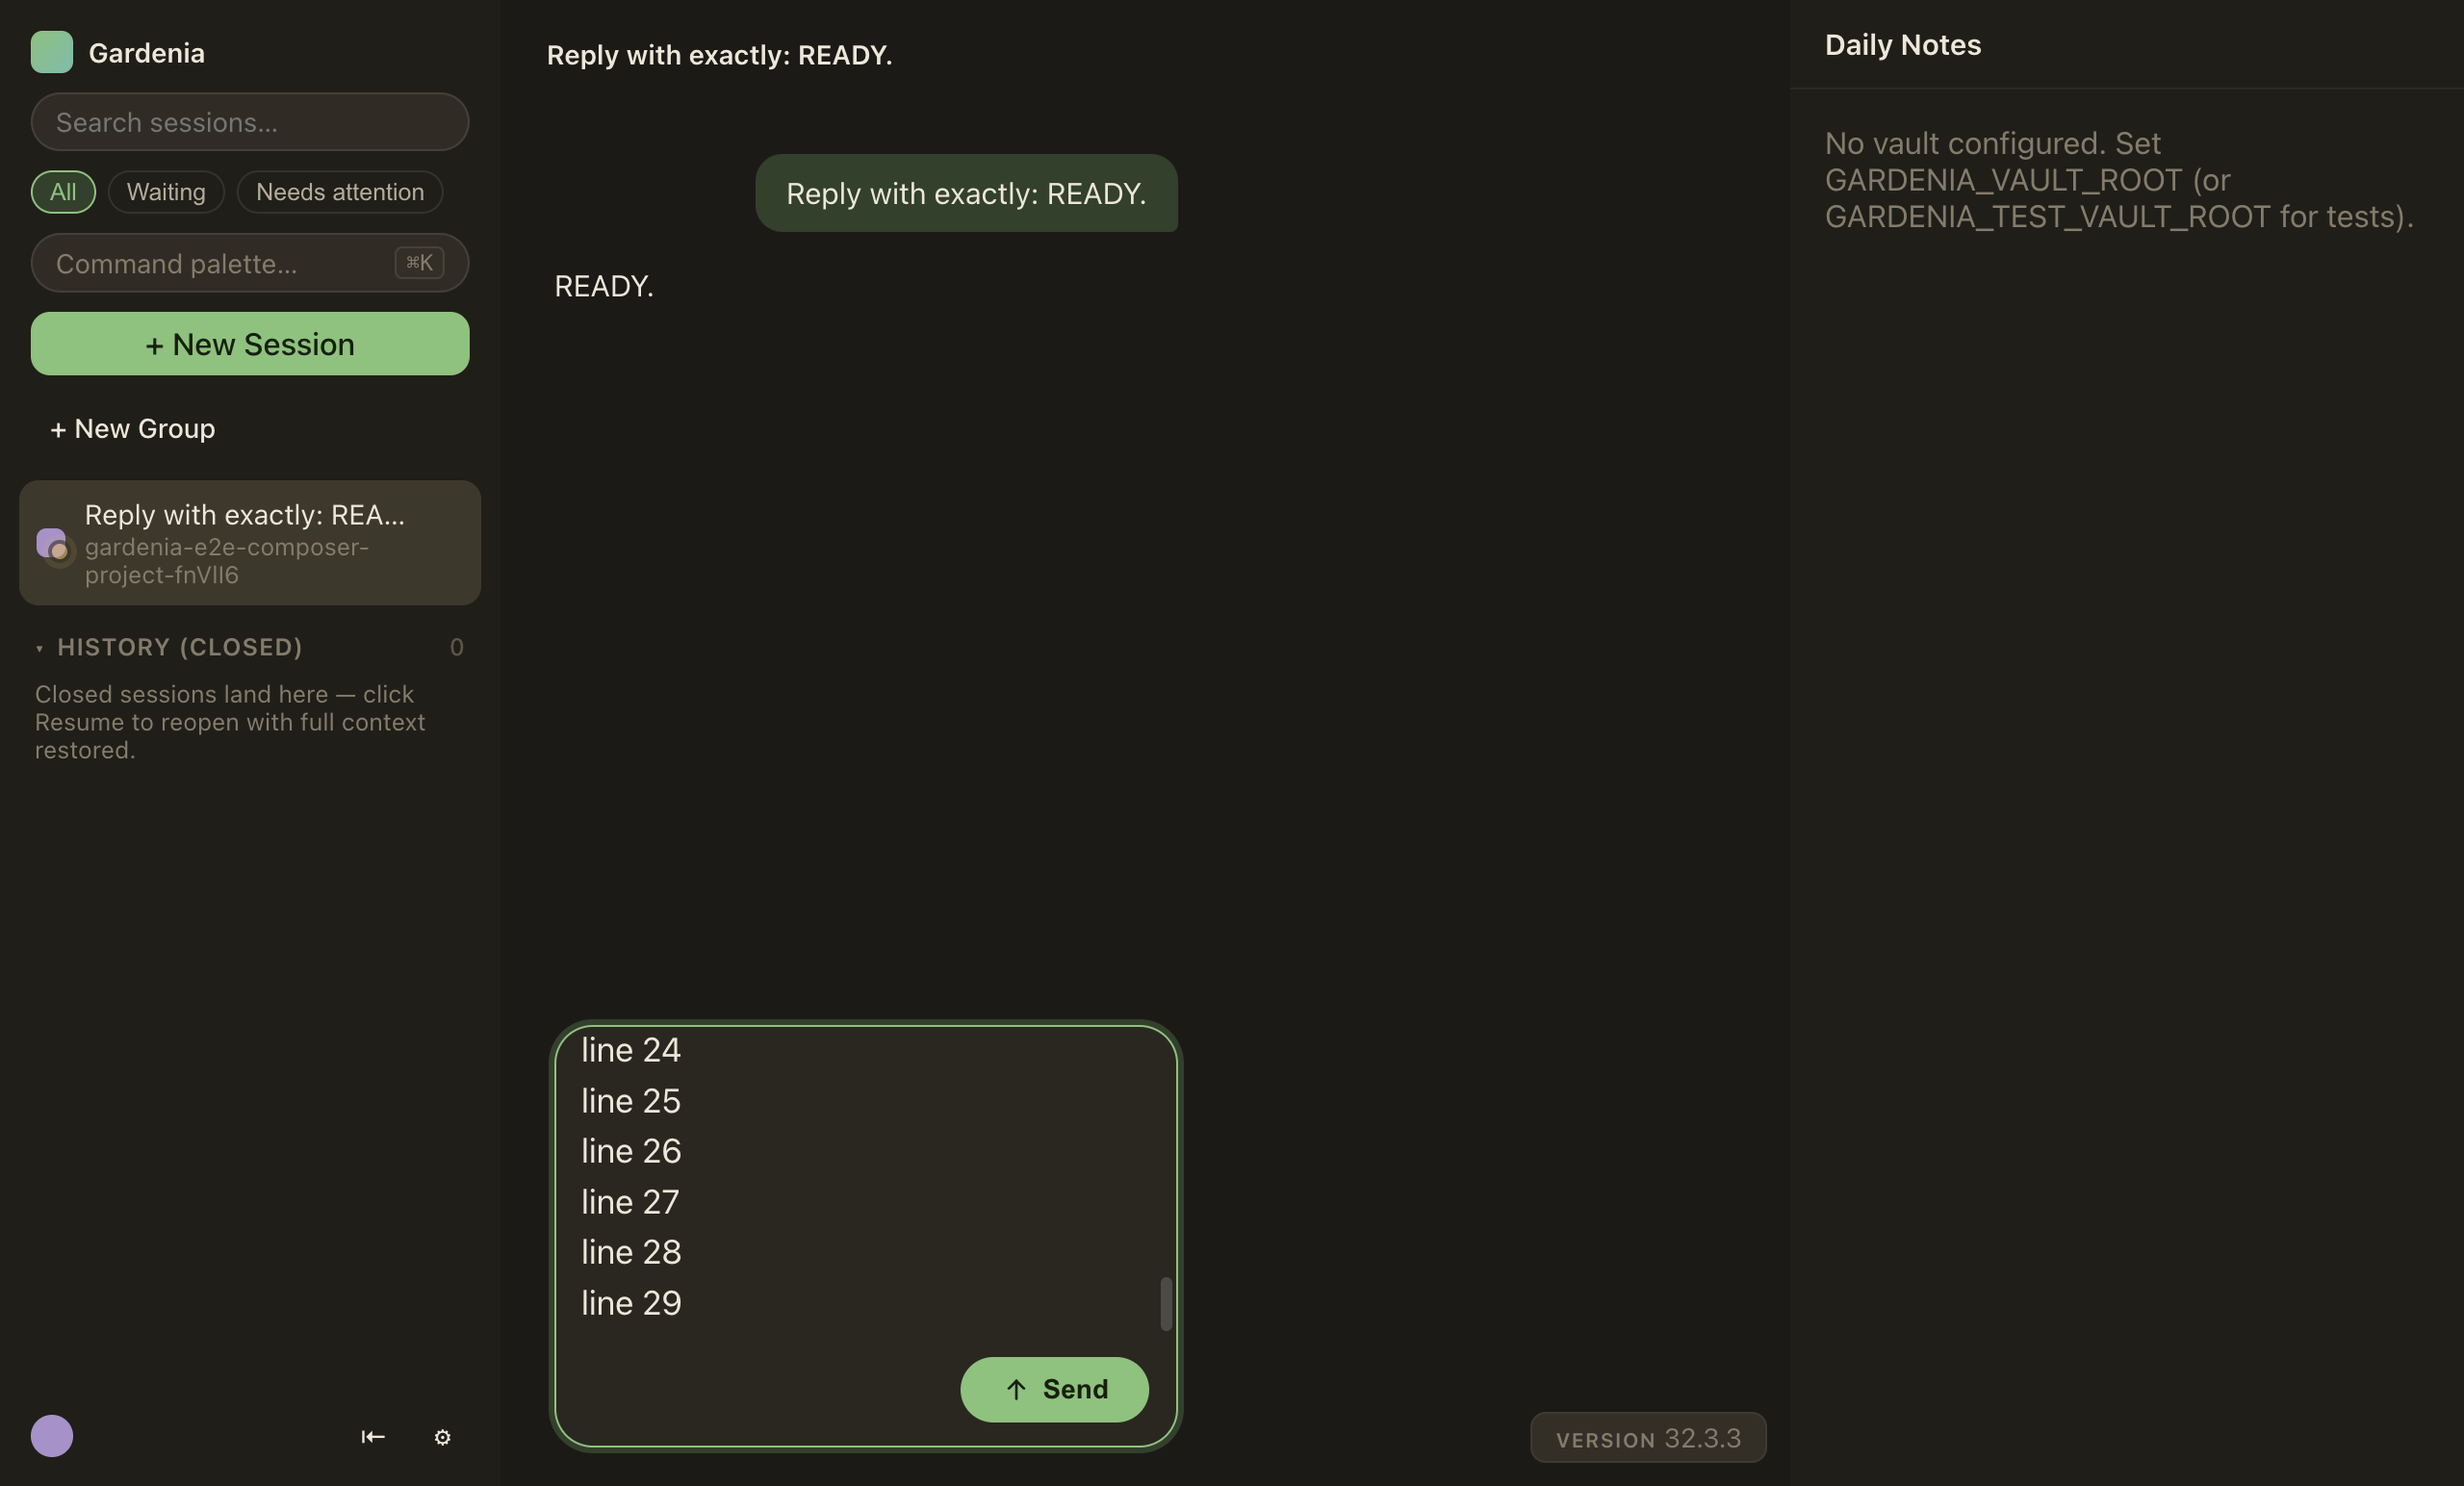 Gardenia
Search sessions...
All
Waiting
Needs attention
Command palette...
⌘K
+ New Session
+ New Group
Reply with exactly: REA...
gardenia-e2e-composer-
project-fnVII6
▾ HISTORY (CLOSED)
0
Closed sessions land here — click
Resume to reopen with full context
restored.
Reply with exactly: READY.
Reply with exactly: READY.
READY.
line 24
line 25
line 26
line 27
line 28
line 29
↑ Send
VERSION 32.3.3
Daily Notes
No vault configured. Set
GARDENIA_VAULT_ROOT (or
GARDENIA_TEST_VAULT_ROOT for tests).